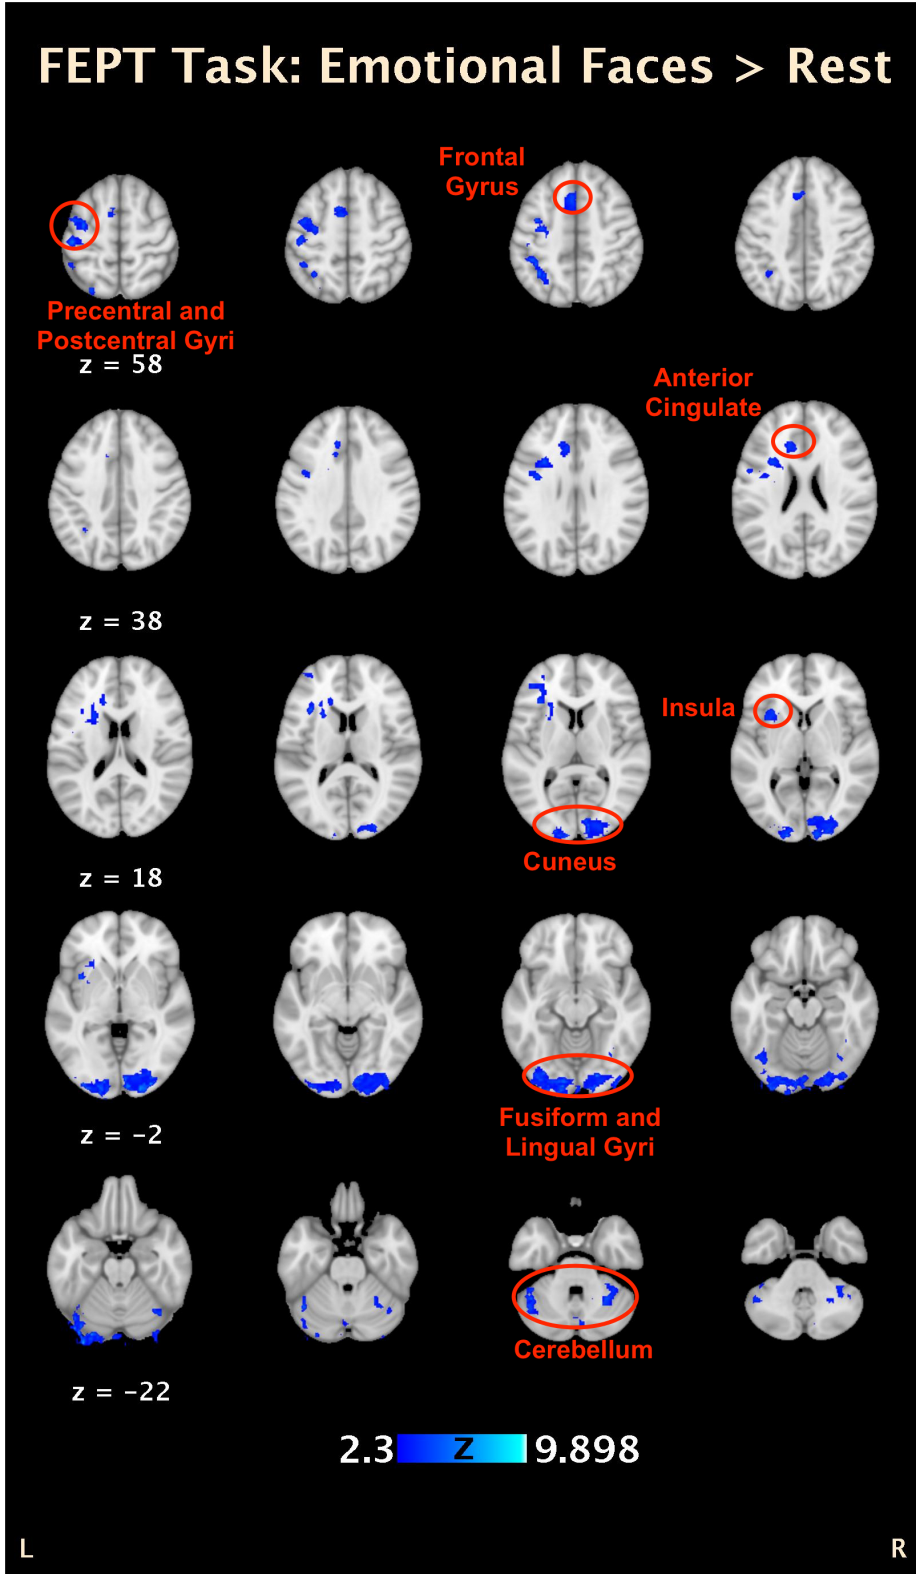 FEPT Task: Emotional Faces > Rest
Frontal
Gyrus
Precentral and
Postcentral Gyri
z = 58
Anterior
Cingulate
z = 38
Insula
Cuneus
z = 18
Fusiform and
Lingual Gyri
z = −2
Cerebellum
z = −22
2.3 Z 9.898
L R